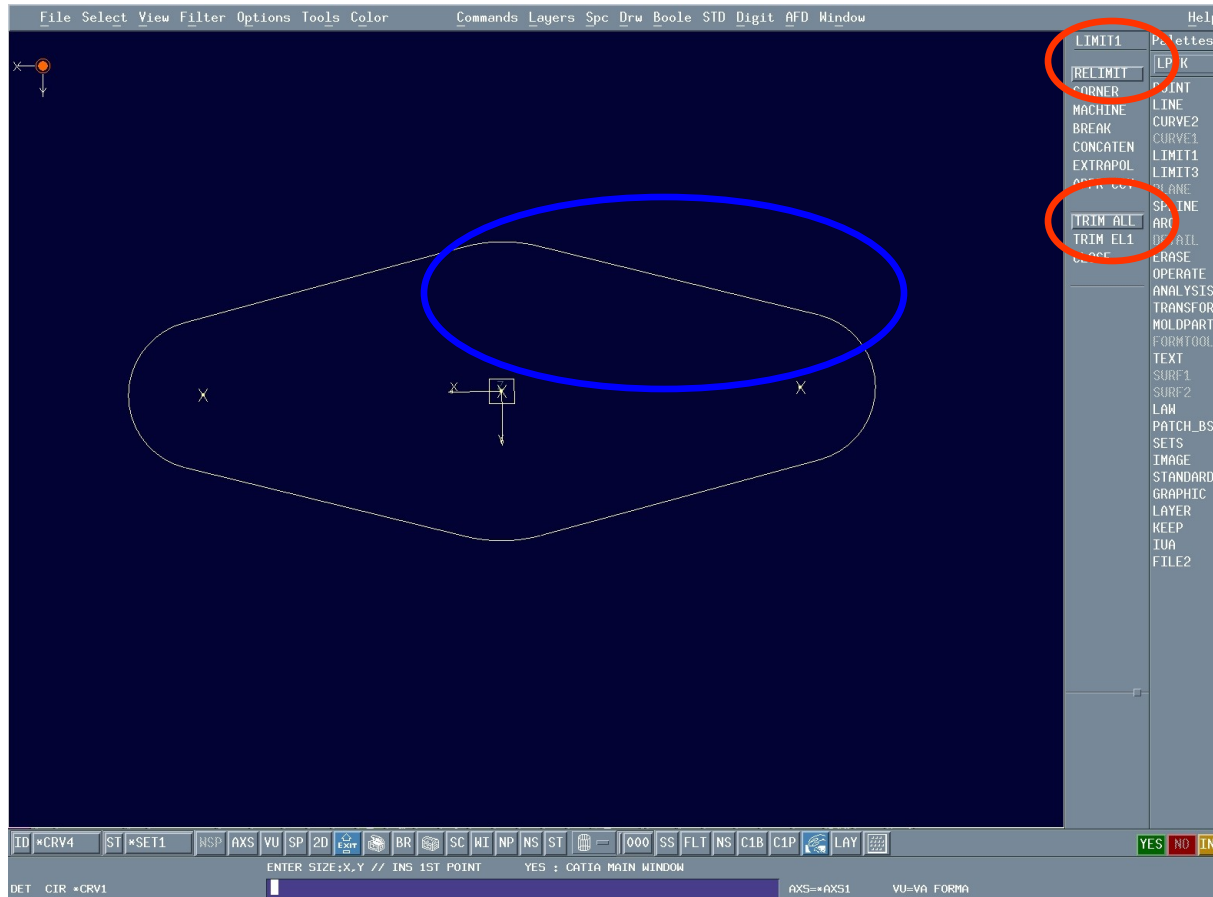 File Select View Filter Options Tools Color Commands Layers Spc Drw Boole STD Digit AFD Window Help
LIMIT1
RELIMIT
CORNER
MACHINE
BREAK
CONCATEN
EXTRAPOL
TRIM ALL
TRIM EL1
CLOSE
Palettes
POINT
LINE
CURVE2
CURVE1
LIMIT1
LIMIT3
PLANE
SPLINE
ARC
DETAIL
ERASE
OPERATE
ANALYSIS
TRANSFOR
MOLDPART
FORMTOOL
TEXT
SURF1
SURF2
LAW
PATCH_BS
SETS
IMAGE
STANDARD
GRAPHIC
LAYER
KEEP
IUA
FILE2
X
Y
X
Y
ID *CRV4 ST *SET1 WSP AXS VU SP 2D EXIT BR SC WI NP NS ST 000 SS FLT NS C1B C1P LAY YES NO IN
ENTER SIZE:X,Y // INS 1ST POINT YES : CATIA MAIN WINDOW
DET CIR *CRV1 AXS=*AXS1 VU=VA FORMA